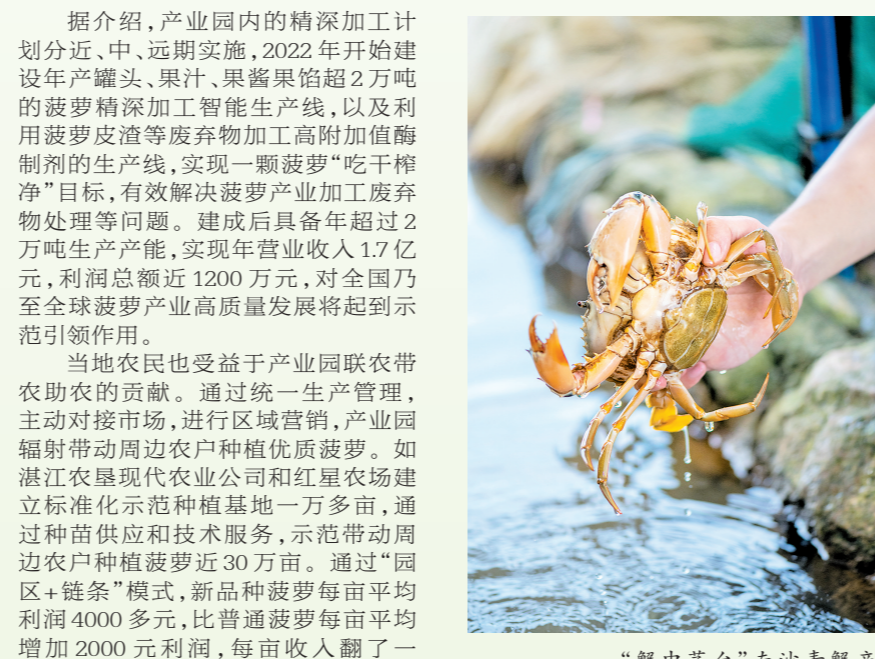 据介绍，产业园内的精深加工计
划分近、中、远期实施，2022年开始建
设年产罐头、果汁、果酱果馅超2万吨
的菠萝精深加工智能生产线，以及利
用菠萝皮渣等废弃物加工高附加值酶
制剂的生产线，实现一颗菠萝“吃干榨
净”目标，有效解决菠萝产业加工废弃
物处理等问题。建成后具备年超过2
万吨生产产能，实现年营业收入1.7亿
元，利润总额近1200万元，对全国乃
至全球菠萝产业高质量发展将起到示
范引领作用。
当地农民也受益于产业园联农带
农助农的贡献。通过统一生产管理，
主动对接市场，进行区域营销，产业园
辐射带动周边农户种植优质菠萝。如
湛江农垦现代农业公司和红星农场建
立标准化示范种植基地一万多亩，通
过种苗供应和技术服务，示范带动周
边农户种植菠萝近30万亩。通过“园
区+链条”模式，新品种菠萝每亩平均
利润4000多元，比普通菠萝每亩平均
增加2000元利润，每亩收入翻了一